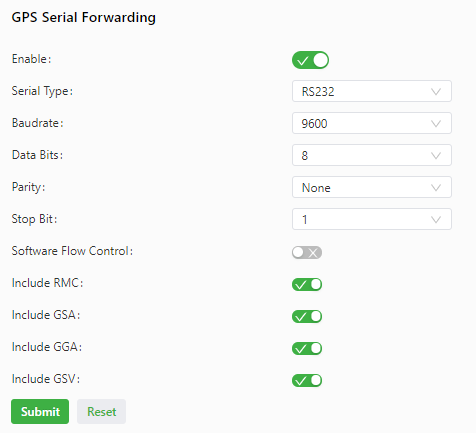 GPS Serial Forwarding
Enable:
Serial Type: RS232
Baudrate: 9600
Data Bits: 8
Parity: None
Stop Bit: 1
Software Flow Control:
Include RMC:
Include GSA:
Include GGA:
Include GSV:
Submit Reset